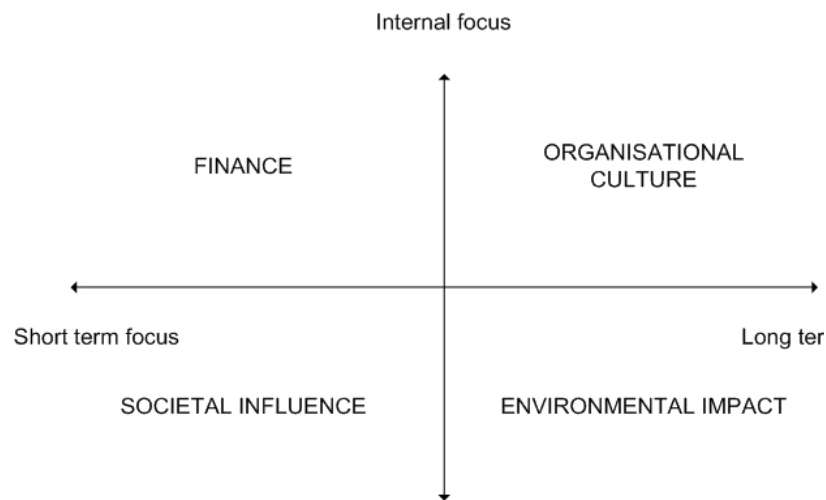 Internal focus
FINANCE
ORGANISATIONAL
CULTURE
Short term focus
Long ter
SOCIETAL INFLUENCE
ENVIRONMENTAL IMPACT